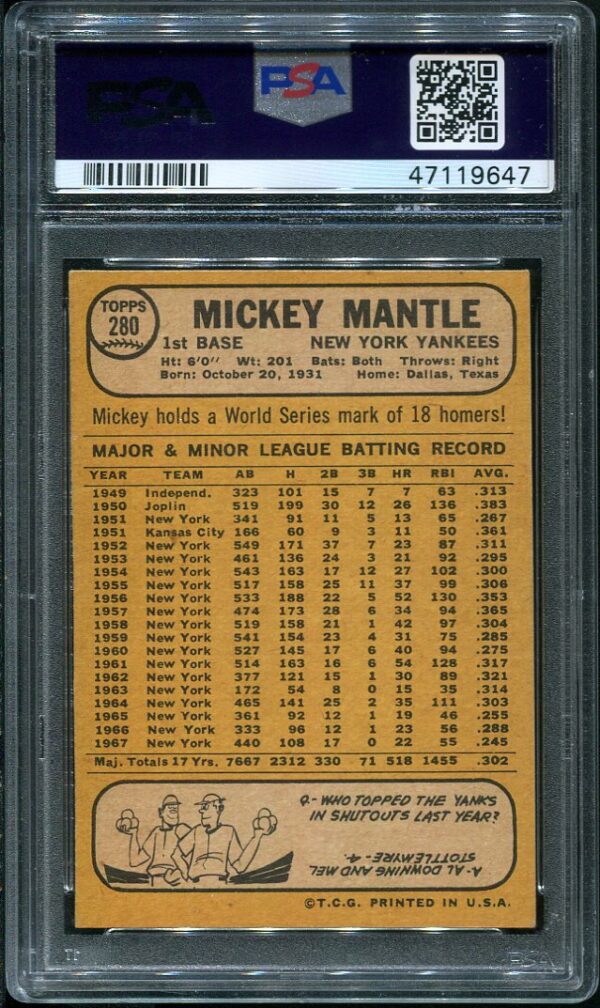 PSA
PSA
47119647
TOPPS
280
MICKEY MANTLE
1st BASE NEW YORK YANKEES
Ht: 6'0" Wt: 201 Bats: Both Throws: Right
Born: October 20, 1931 Home: Dallas, Texas
Mickey holds a World Series mark of 18 homers!
MAJOR & MINOR LEAGUE BATTING RECORD
YEAR TEAM AB H 2B 3B HR RBI AVG.
1949 Independ. 323 101 15 7 7 63 .313
1950 Joplin 519 199 30 12 26 136 .383
1951 New York 341 91 11 5 13 65 .267
1951 Kansas City 166 60 9 3 11 50 .361
1952 New York 549 171 37 7 23 87 .311
1953 New York 461 136 24 3 21 92 .295
1954 New York 543 163 17 12 27 102 .300
1955 New York 517 158 25 11 37 99 .306
1956 New York 533 188 22 5 52 130 .353
1957 New York 474 173 28 6 34 94 .365
1958 New York 519 158 21 1 42 97 .304
1959 New York 541 154 23 4 31 75 .285
1960 New York 527 145 17 6 40 94 .275
1961 New York 514 163 16 6 54 128 .317
1962 New York 377 121 15 1 30 89 .321
1963 New York 172 54 8 0 15 35 .314
1964 New York 465 141 25 2 35 111 .303
1965 New York 361 92 12 1 19 46 .255
1966 New York 333 96 12 1 23 56 .288
1967 New York 440 108 17 0 22 55 .245
Maj. Totals 17 Yrs. 7667 2312 330 71 518 1455 .302
Q- WHO TOPPED THE YANKS
IN SHUTOUTS LAST YEAR?
A- AL DOWNING AND MEL
STOTTLEMYRE - 4.
©T.C.G. PRINTED IN U.S.A.
PSA